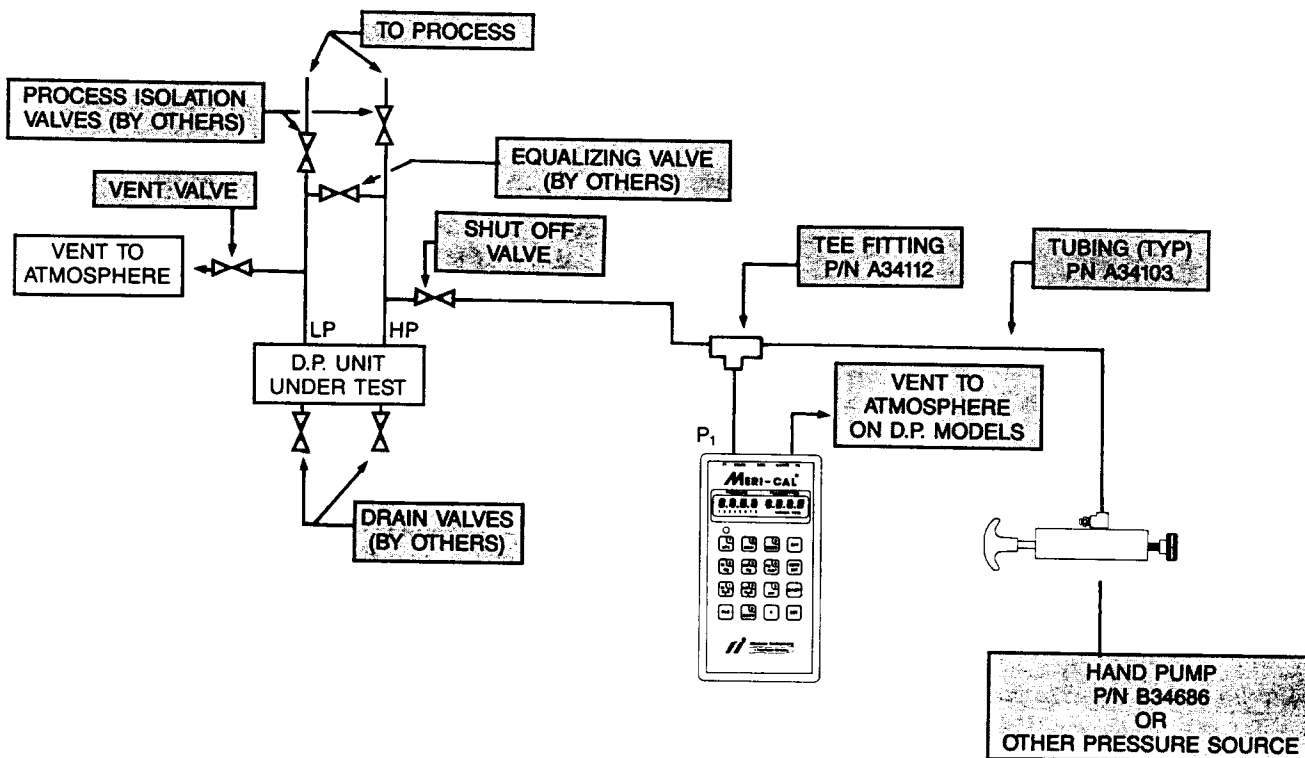 TO PROCESS
PROCESS ISOLATION
VALVES (BY OTHERS)
EQUALIZING VALVE
(BY OTHERS)
VENT VALVE
SHUT OFF
VALVE
TEE FITTING
P/N A34112
TUBING (TYP)
PN A34103
VENT TO
ATMOSPHERE
LP
HP
D.P. UNIT
UNDER TEST
VENT TO
ATMOSPHERE
ON D.P. MODELS
P₁
MERI-CAL
DRAIN VALVES
(BY OTHERS)
HAND PUMP
P/N B34686
OR
OTHER PRESSURE SOURCE